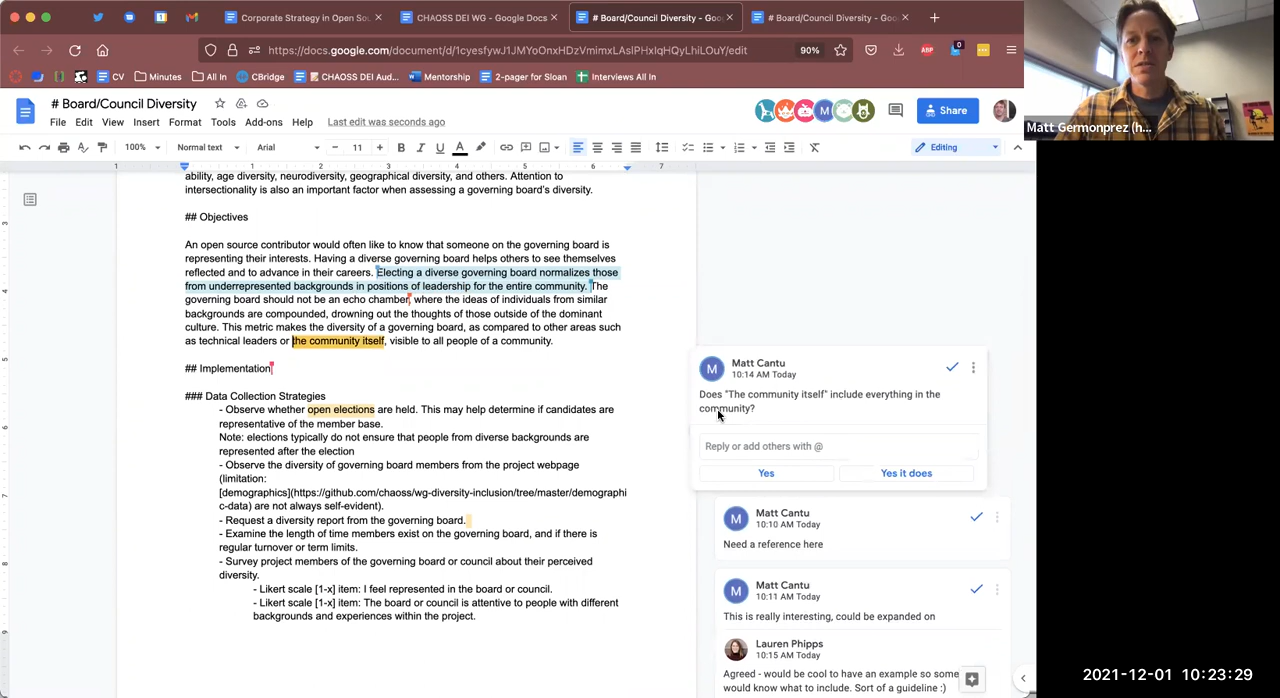 Corporate Strategy in Open Sou
CHAOSS DEI WG - Google Docs
# Board/Council Diversity - Goo
# Board/Council Diversity - Goo
https://docs.google.com/document/d/1cyesfywJ1JMYoOnxHDzVmimxLAsIPHxIqHQyLhiLOuY/edit
90%
ABP
0
CV
Minutes
All In
CBridge
CHAOSS DEI Aud...
Mentorship
2-pager for Sloan
Interviews All In
# Board/Council Diversity
File Edit View Insert Format Tools Add-ons Help Last edit was seconds ago
Share
Matt Germonprez (h...
100% Normal text Arial 11 Editing
1 1 2 3 4 5 6 7
ability, age diversity, neurodiversity, geographical diversity, and others. Attention to
intersectionality is also an important factor when assessing a governing board's diversity.
## Objectives
An open source contributor would often like to know that someone on the governing board is
representing their interests. Having a diverse governing board helps others to see themselves
reflected and to advance in their careers. Electing a diverse governing board normalizes those
from underrepresented backgrounds in positions of leadership for the entire community. The
governing board should not be an echo chamber, where the ideas of individuals from similar
backgrounds are compounded, drowning out the thoughts of those outside of the dominant
culture. This metric makes the diversity of a governing board, as compared to other areas such
as technical leaders or the community itself, visible to all people of a community.
## Implementation
### Data Collection Strategies
- Observe whether open elections are held. This may help determine if candidates are
representative of the member base.
Note: elections typically do not ensure that people from diverse backgrounds are
represented after the election
- Observe the diversity of governing board members from the project webpage
(limitation:
[demographics](https://github.com/chaoss/wg-diversity-inclusion/tree/master/demographi
c-data) are not always self-evident).
- Request a diversity report from the governing board.
- Examine the length of time members exist on the governing board, and if there is
regular turnover or term limits.
- Survey project members of the governing board or council about their perceived
diversity.
- Likert scale [1-x] item: I feel represented in the board or council.
- Likert scale [1-x] item: The board or council is attentive to people with different
backgrounds and experiences within the project.
M
Matt Cantu
10:14 AM Today
Does "The community itself" include everything in the
community?
Reply or add others with @
Yes
Yes it does
M
Matt Cantu
10:10 AM Today
Need a reference here
M
Matt Cantu
10:11 AM Today
This is really interesting, could be expanded on
Lauren Phipps
10:15 AM Today
Agreed - would be cool to have an example so some
would know what to include. Sort of a guideline :)
2021-12-01 10:23:29